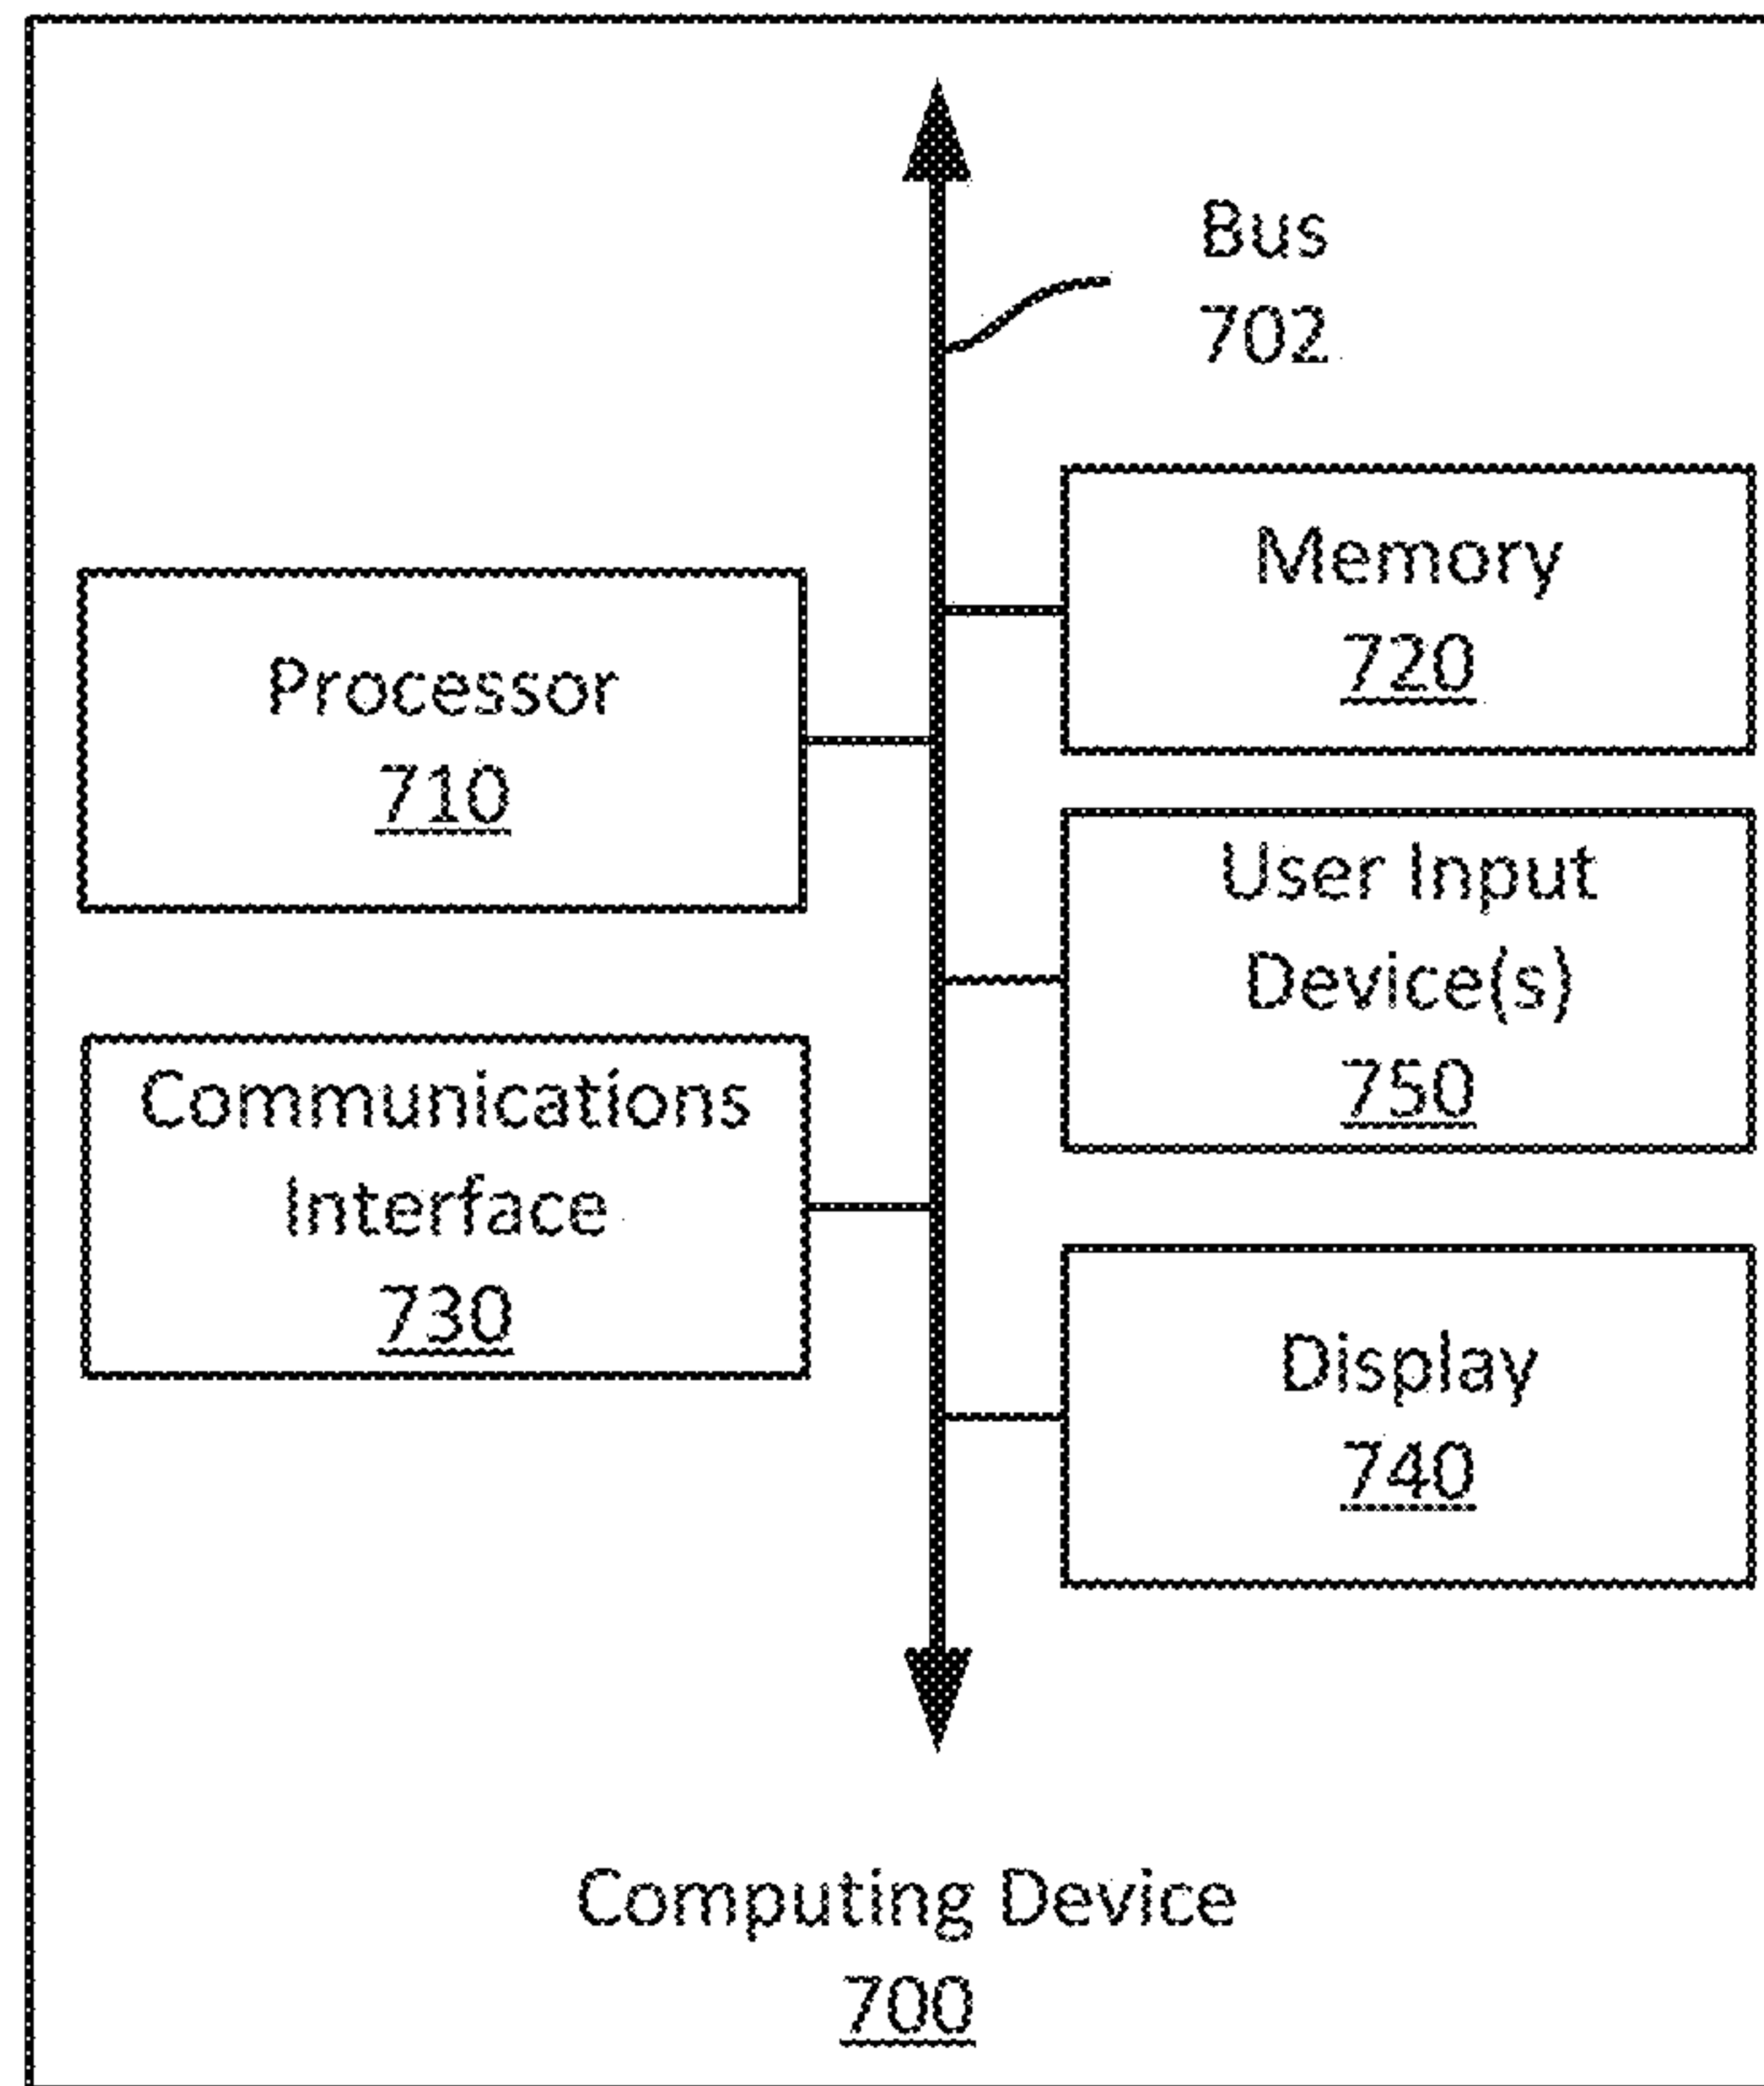 Bus
702
Memory
720
Processor
710
User Input
Device(s)
750
Communications
Interface
730
Display
740
Computing Device
700